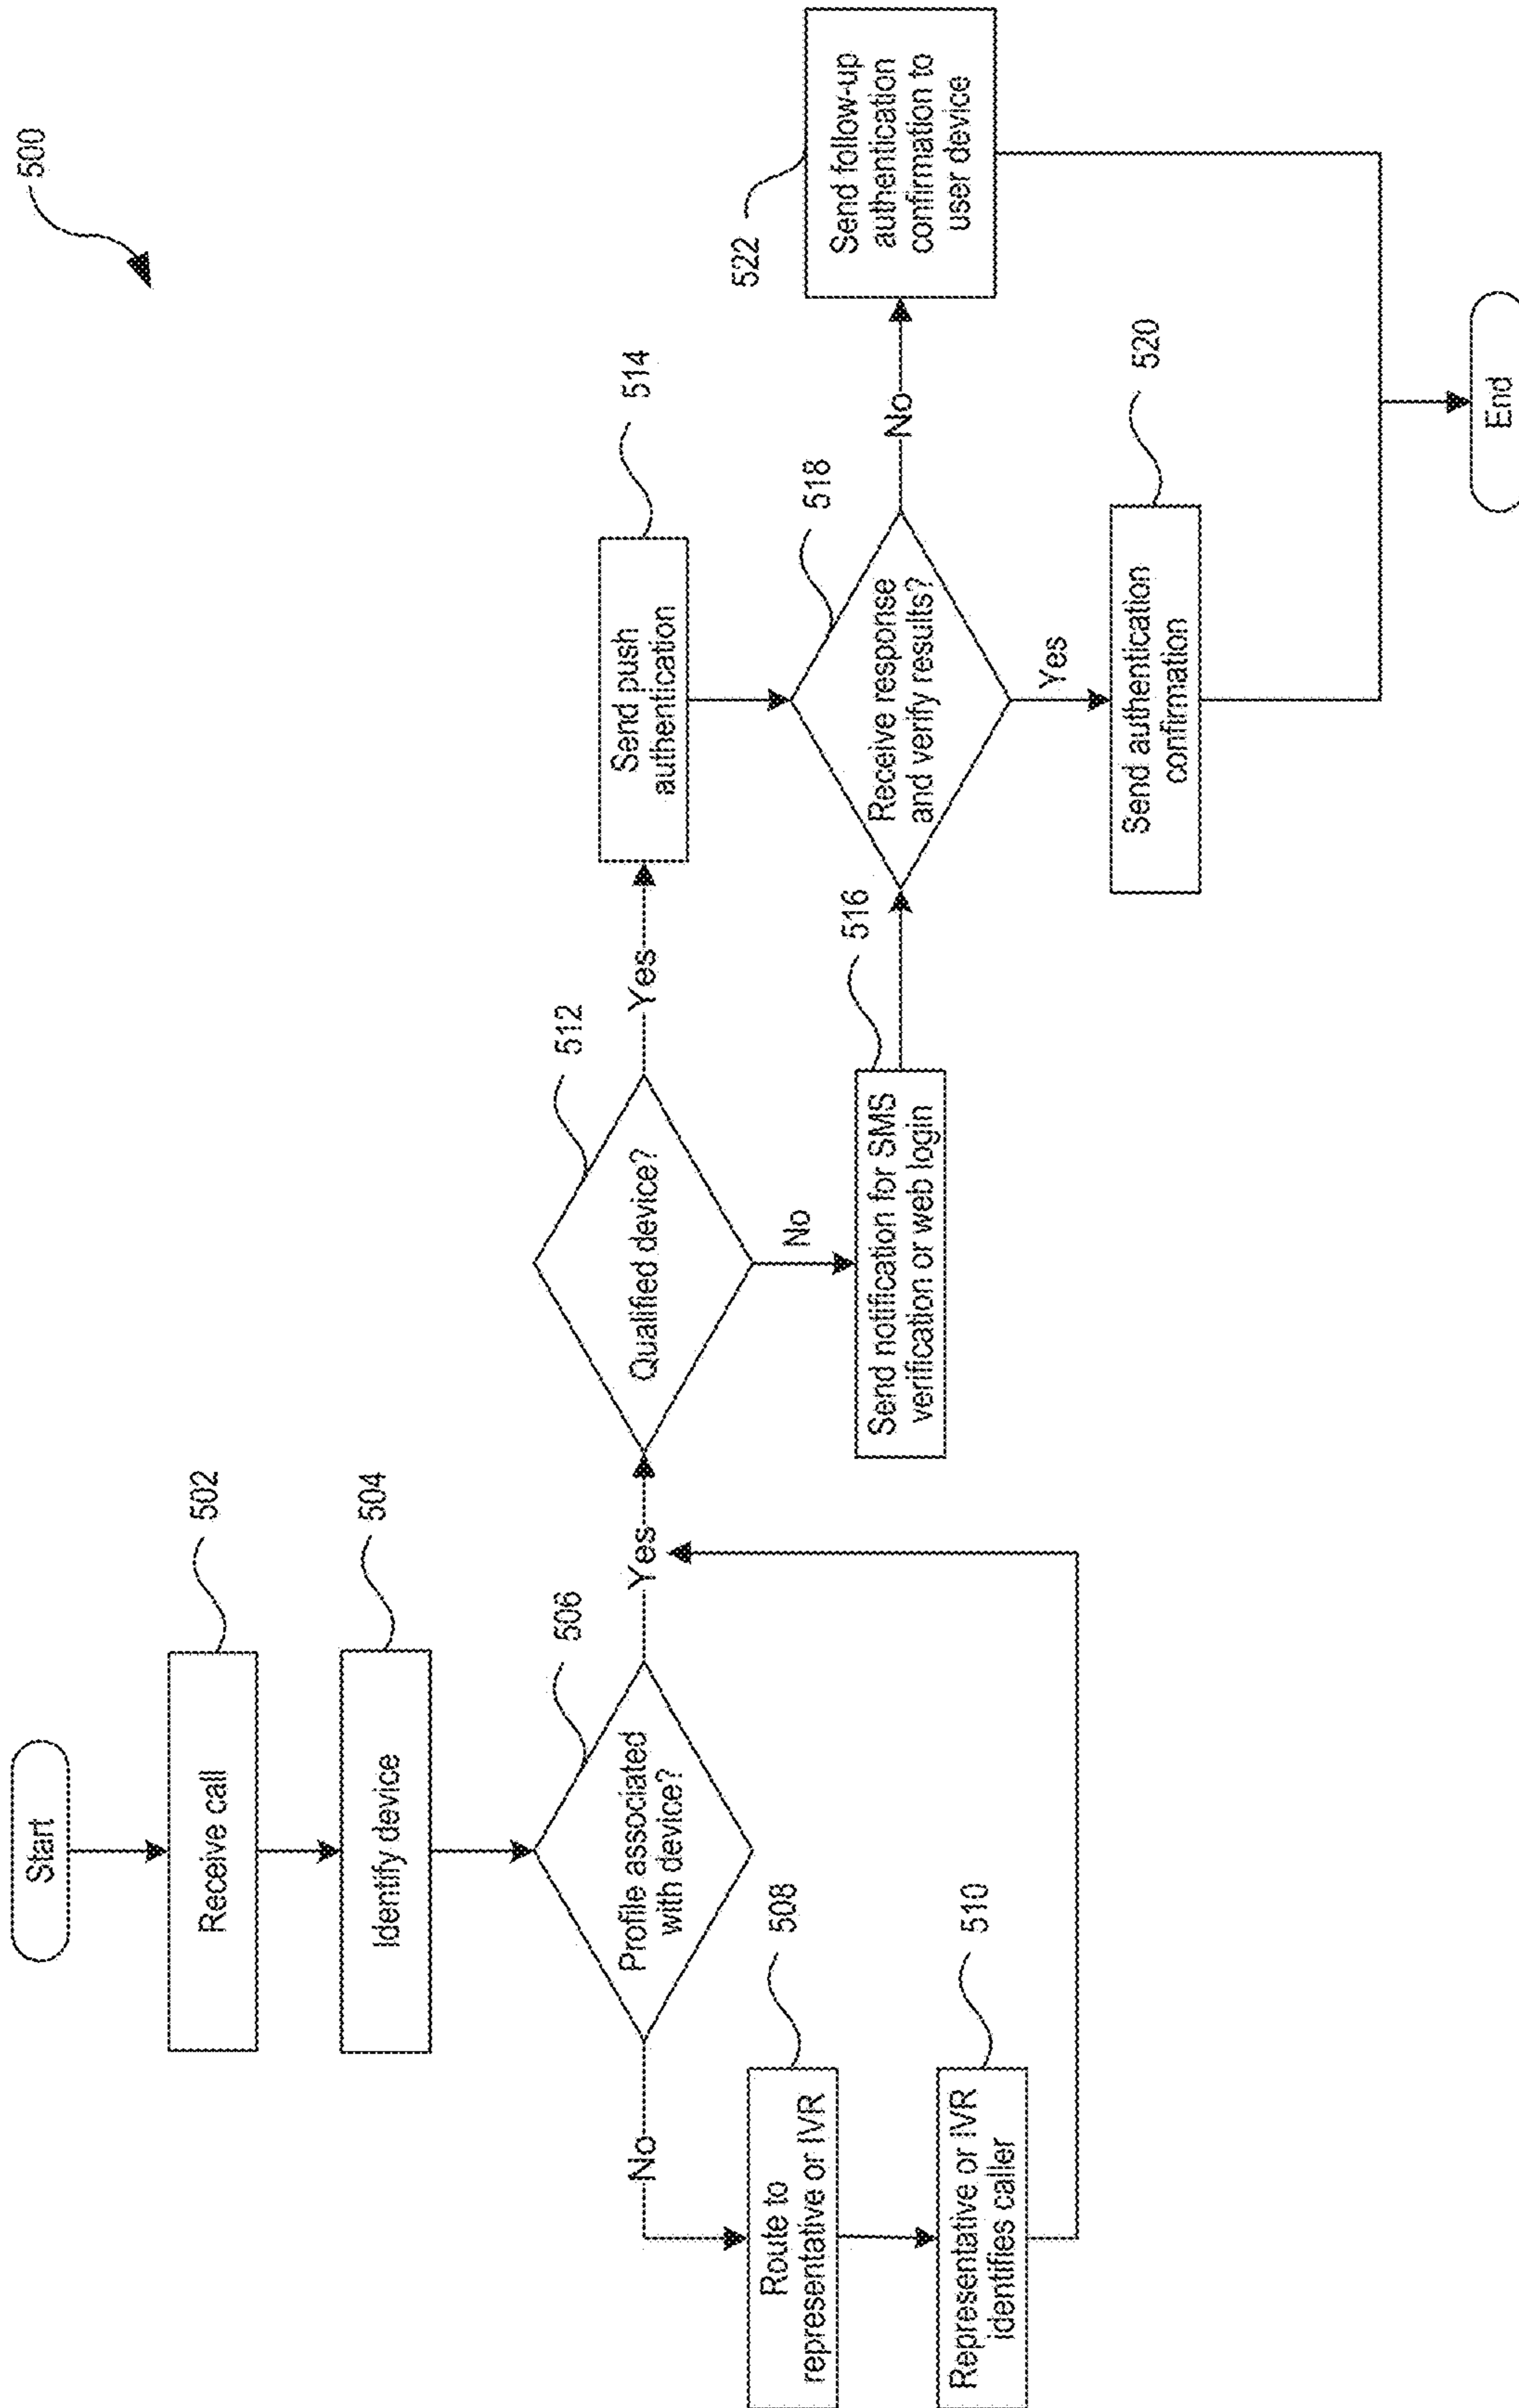 500
Start
Receive call
502
Identify device
504
Profile associated
with device?
506
No
Yes
Route to
representative or IVR
508
Representative or IVR
identifies caller
510
Qualified device?
512
Yes
No
Send push
authentication
514
Send notification for SMS
verification or web login
516
Receive response
and verify results?
518
No
Yes
Send authentication
confirmation
520
Send follow-up
authentication
confirmation to
user device
522
End